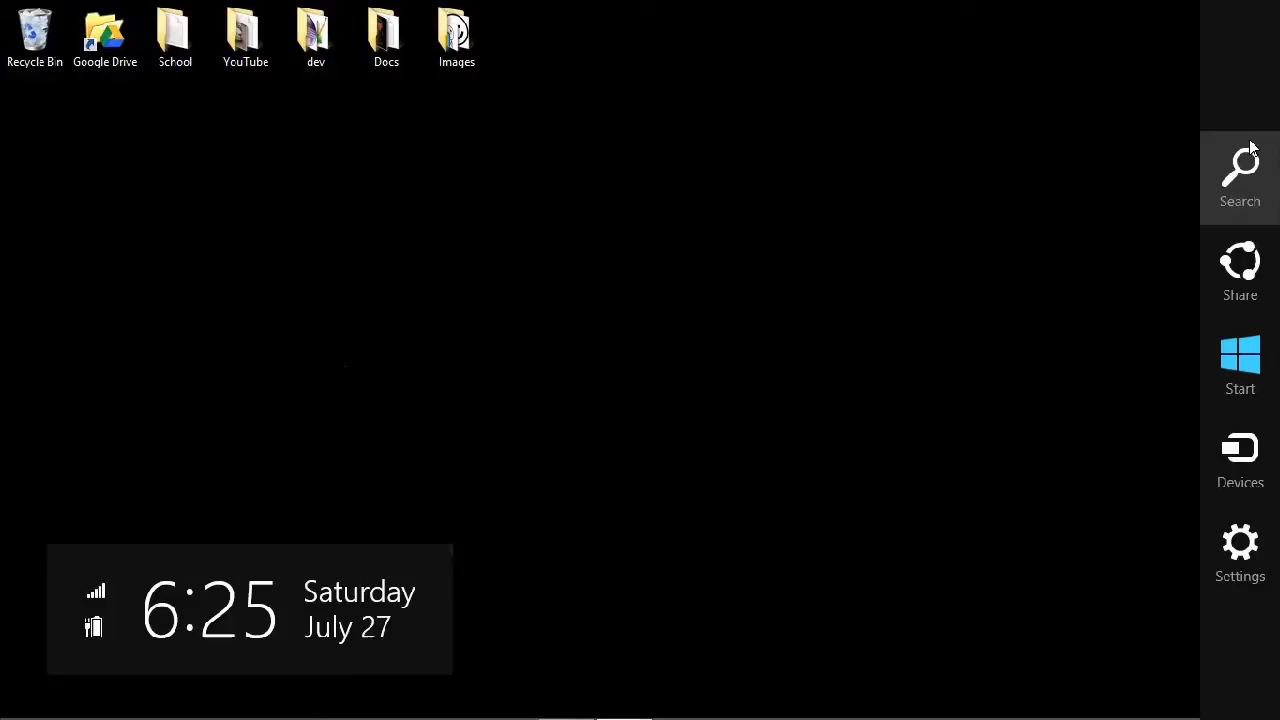 Recycle Bin Google Drive School YouTube dev Docs Images
Search
Share
Start
Devices
Settings
6:25 Saturday
July 27